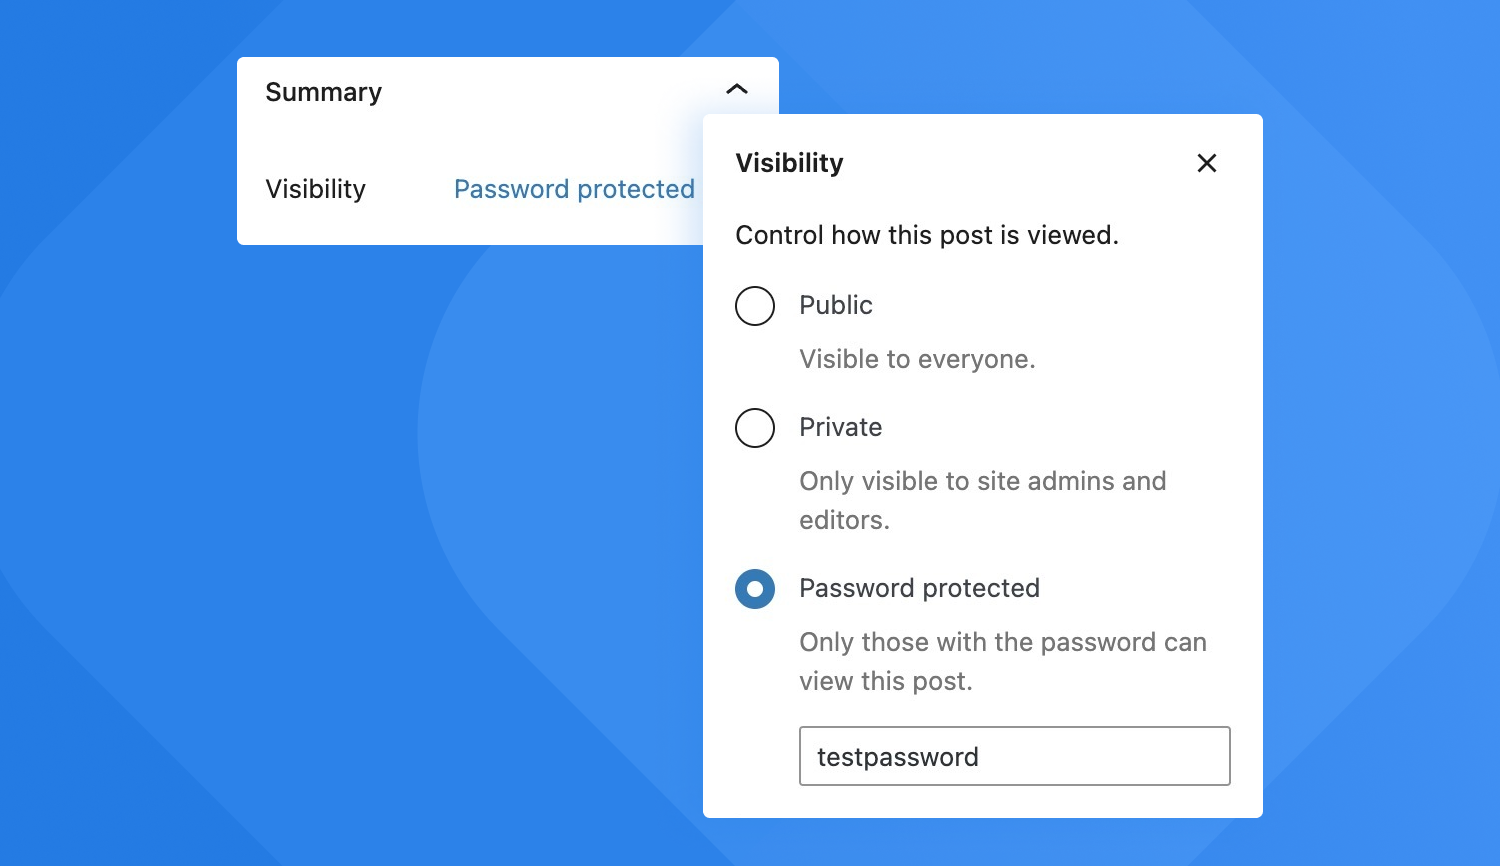 Summary
Visibility Password protected
Visibility
Control how this post is viewed.
Public
Visible to everyone.
Private
Only visible to site admins and
editors.
Password protected
Only those with the password can
view this post.
testpassword